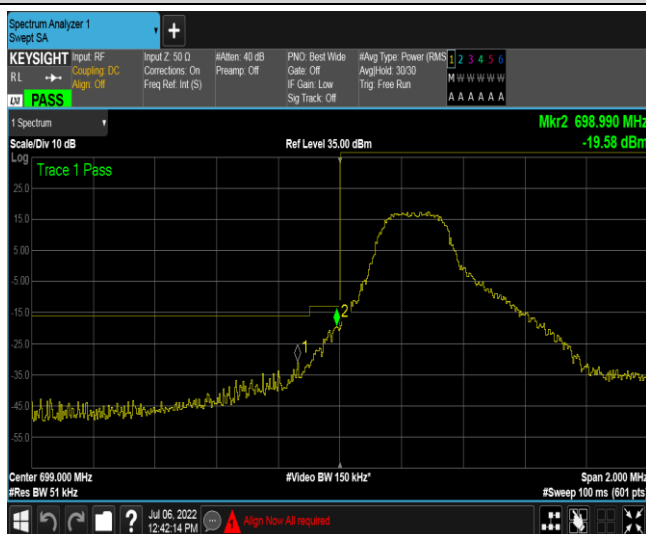 Spectrum Analyzer 1
Swept SA
+
KEYSIGHT
RL
LXI PASS
Input: RF
Coupling: DC
Align: Off
Input Z: 50 Ω
Corrections: On
Freq Ref: Int (S)
#Atten: 40 dB
Preamp: Off
PNO: Best Wide
Gate: Off
IF Gain: Low
Sig Track: Off
#Avg Type: Power (RMS
Avg|Hold: 30/30
Trig: Free Run
1 2 3 4 5 6
M W W W W W
A A A A A A
1 Spectrum
Mkr2 698.990 MHz
Scale/Div 10 dB
Ref Level 35.00 dBm
-19.58 dBm
Log
Trace 1 Pass
25.0
15.0
5.00
-5.00
-15.0
2
-25.0
1
-35.0
-45.0
-55.0
Center 699.000 MHz
#Video BW 150 kHz*
Span 2.000 MHz
#Res BW 51 kHz
#Sweep 100 ms (601 pts)
?
Jul 06, 2022
12:42:14 PM
1
Align Now All required